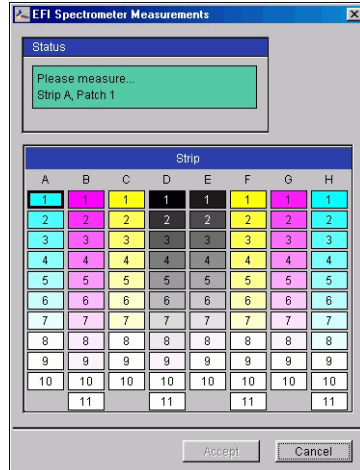 EFI Spectrometer Measurements
Status
Please measure...
Strip A, Patch 1
Strip
A B C D E F G H
1 1 1 1 1 1 1 1
2 2 2 2 2 2 2 2
3 3 3 3 3 3 3 3
4 4 4 4 4 4 4 4
5 5 5 5 5 5 5 5
6 6 6 6 6 6 6 6
7 7 7 7 7 7 7 7
8 8 8 8 8 8 8 8
9 9 9 9 9 9 9 9
10 10 10 10 10 10 10 10
11 11 11 11
Accept Cancel